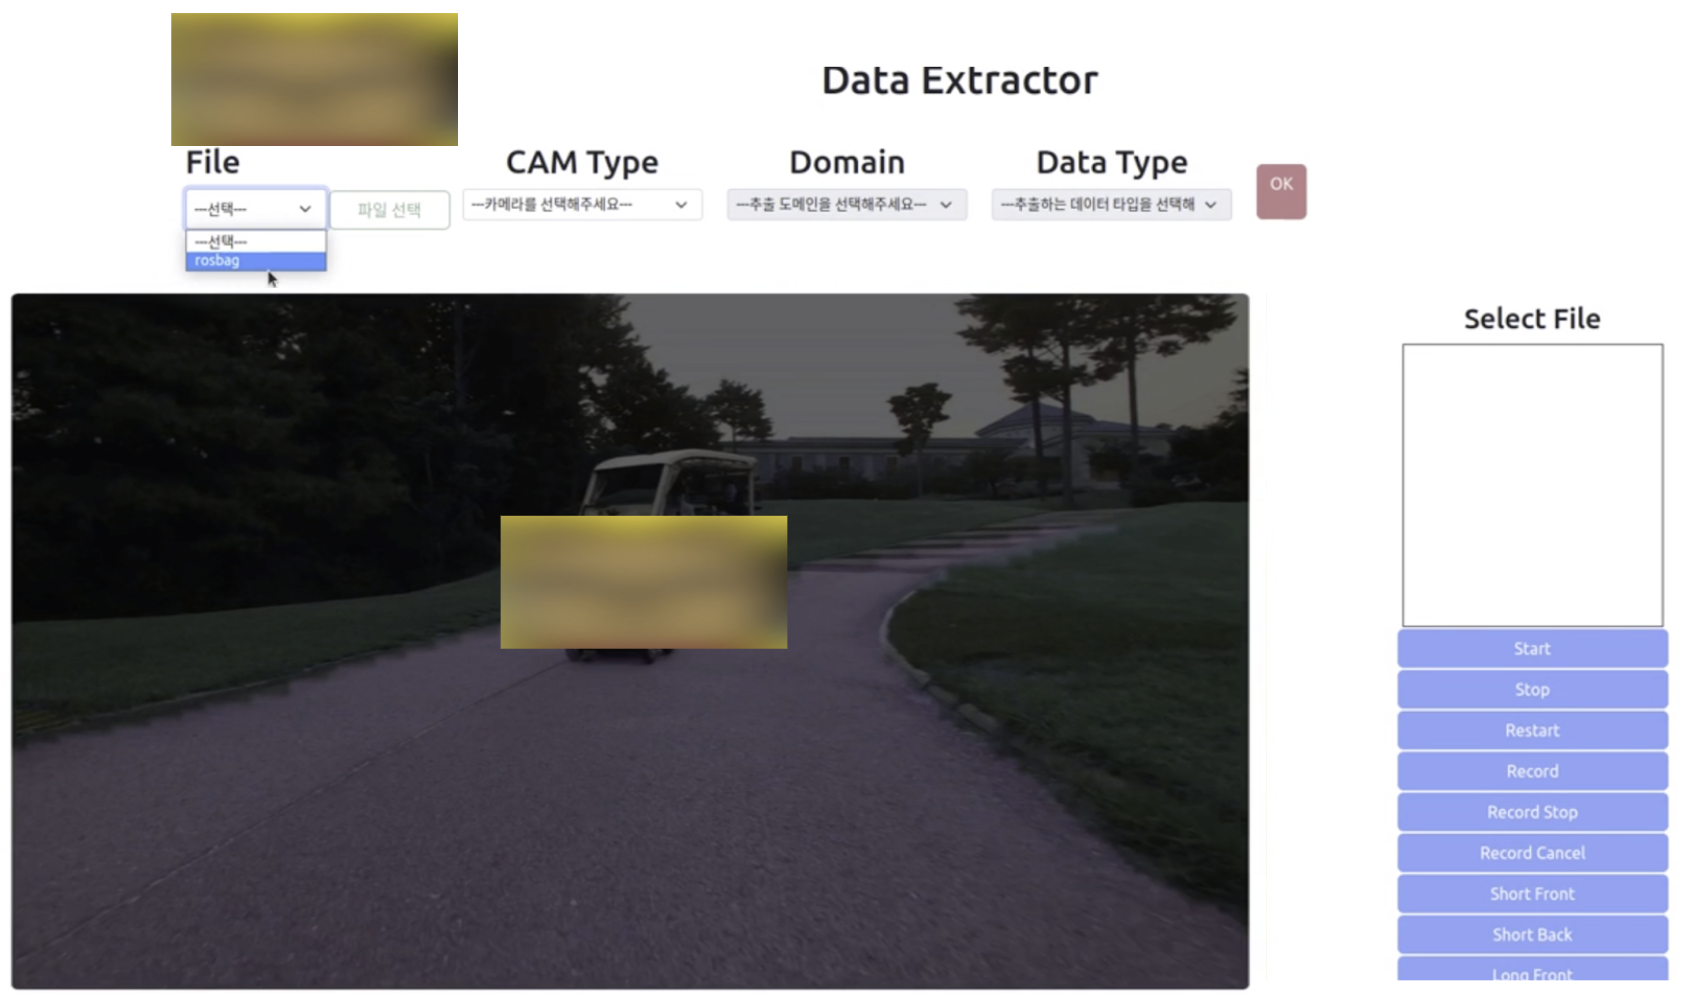 Data Extractor
File
CAM Type
Domain
Data Type
---선택---
파일 선택
---카메라를 선택해주세요---
---추출 도메인을 선택해주세요---
---추출하는 데이터 타입을 선택해
OK
---선택---
rosbag
Select File
Start
Stop
Restart
Record
Record Stop
Record Cancel
Short Front
Short Back
Long Front